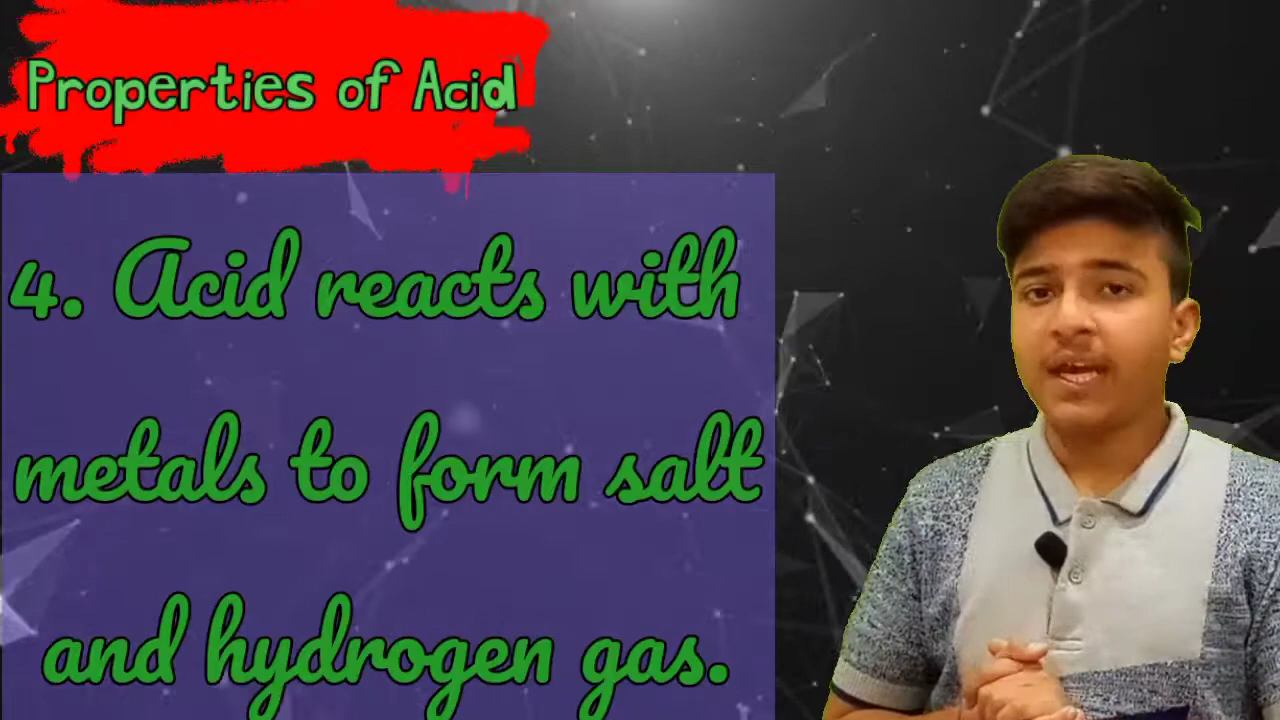 Properties of Acid
4. Acid reacts with
metals to form salt
and hydrogen gas.